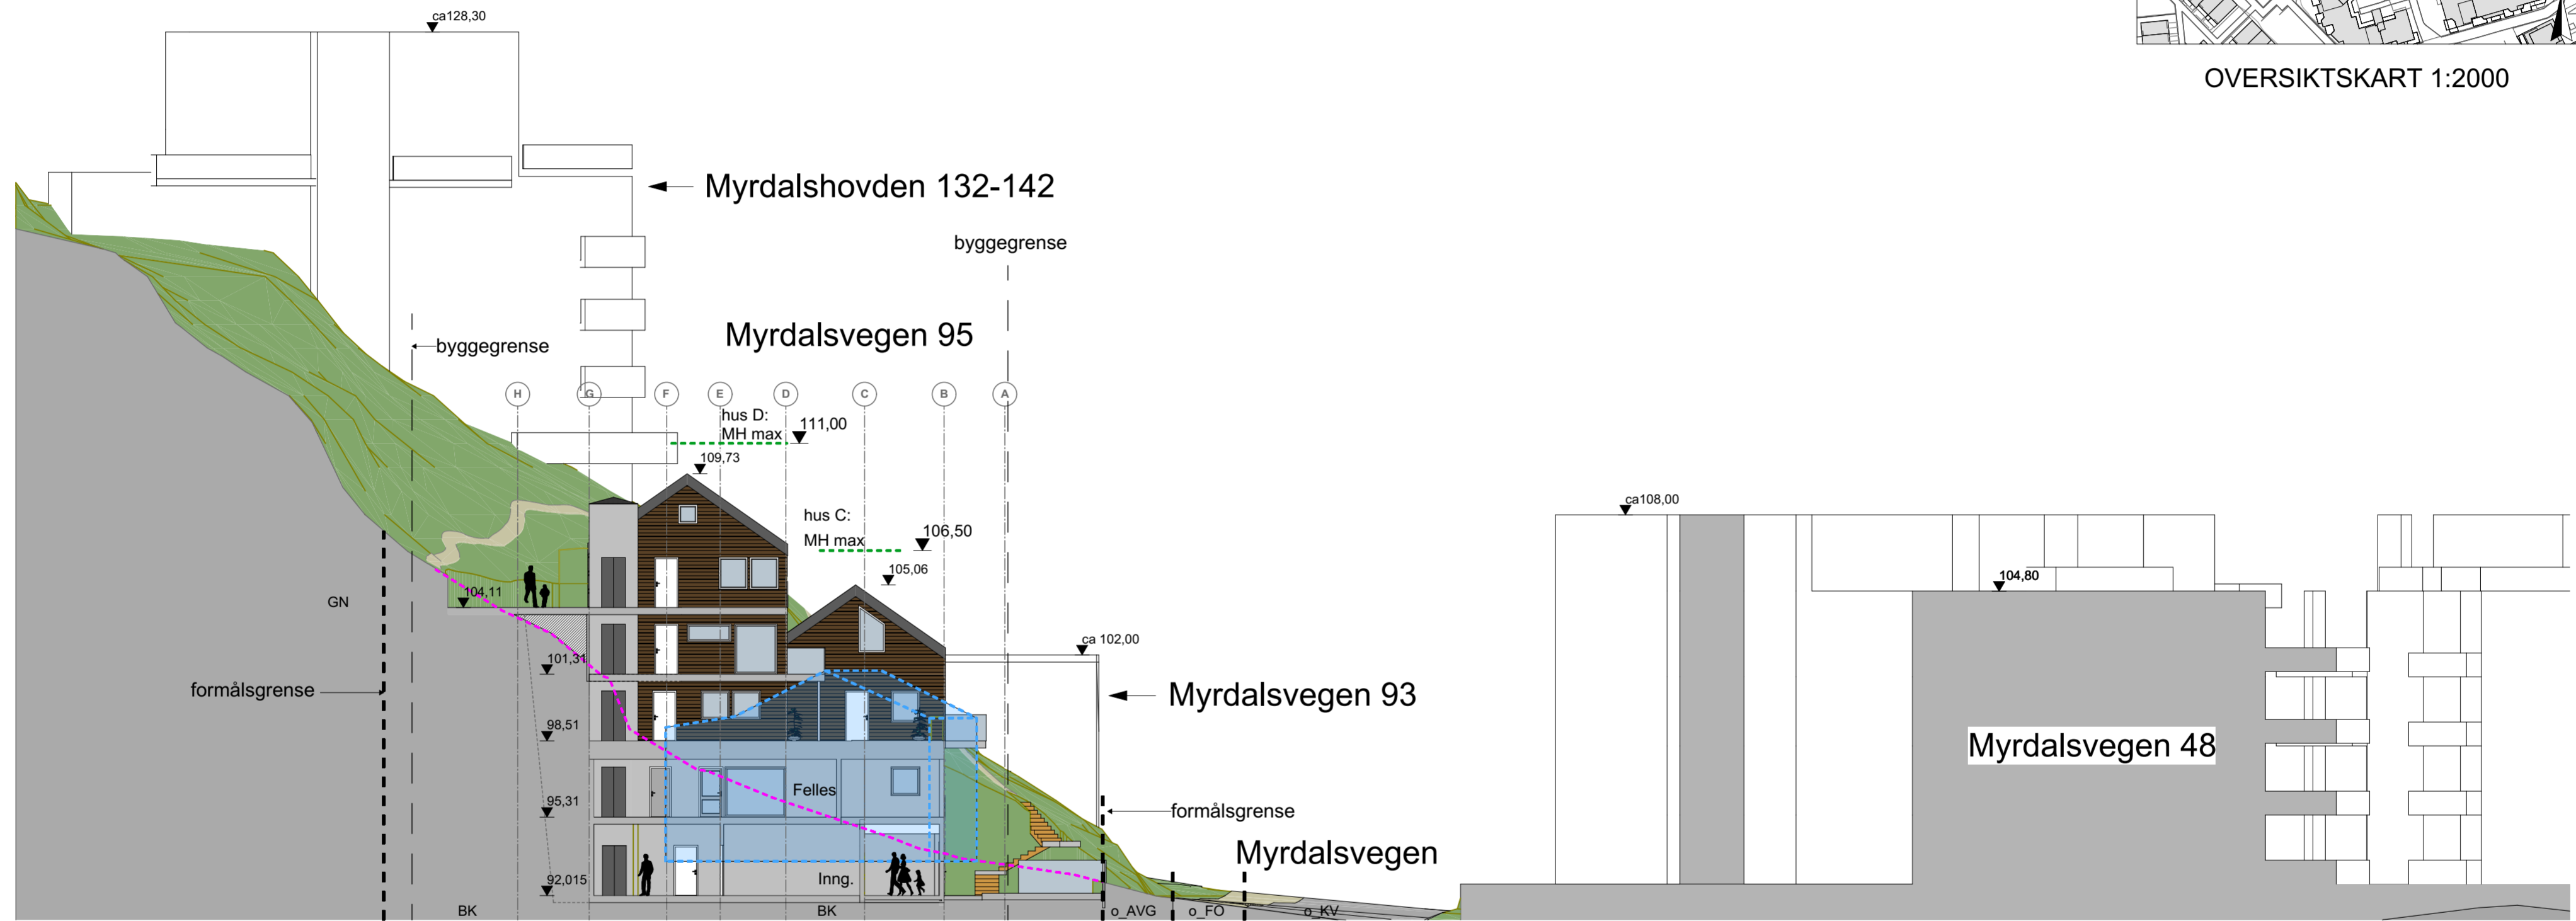 ca128,30
OVERSIKTSKART 1:2000
Myrdalshovden 132-142
byggegrense
Myrdalsvegen 95
byggegrense
H G F E D C B A
hus D:
MH max 111,00
109,73
hus C:
MH max 106,50
105,06
ca108,00
104,80
104,11
GN
ca 102,00
101,31
formålsgrense
Myrdalsvegen 93
98,51
Myrdalsvegen 48
Felles
95,31
formålsgrense
Myrdalsvegen
92,015
Inng.
BK BK o_AVG o_FO o_KV